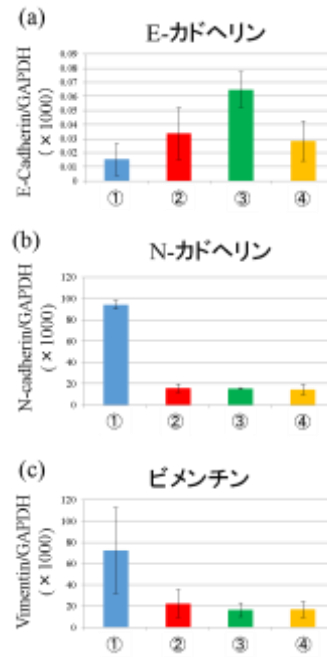 (a)
E-カドヘリン
E-Cadherin/GAPDH
(×1000)
0.09
0.08
0.07
0.06
0.05
0.04
0.03
0.02
0.01
0
① ② ③ ④
(b)
N-カドヘリン
N-cadherin/GAPDH
(×1000)
120
100
80
60
40
20
0
① ② ③ ④
(c)
ビメンチン
Vimentin/GAPDH
(×1000)
120
100
80
60
40
20
0
① ② ③ ④